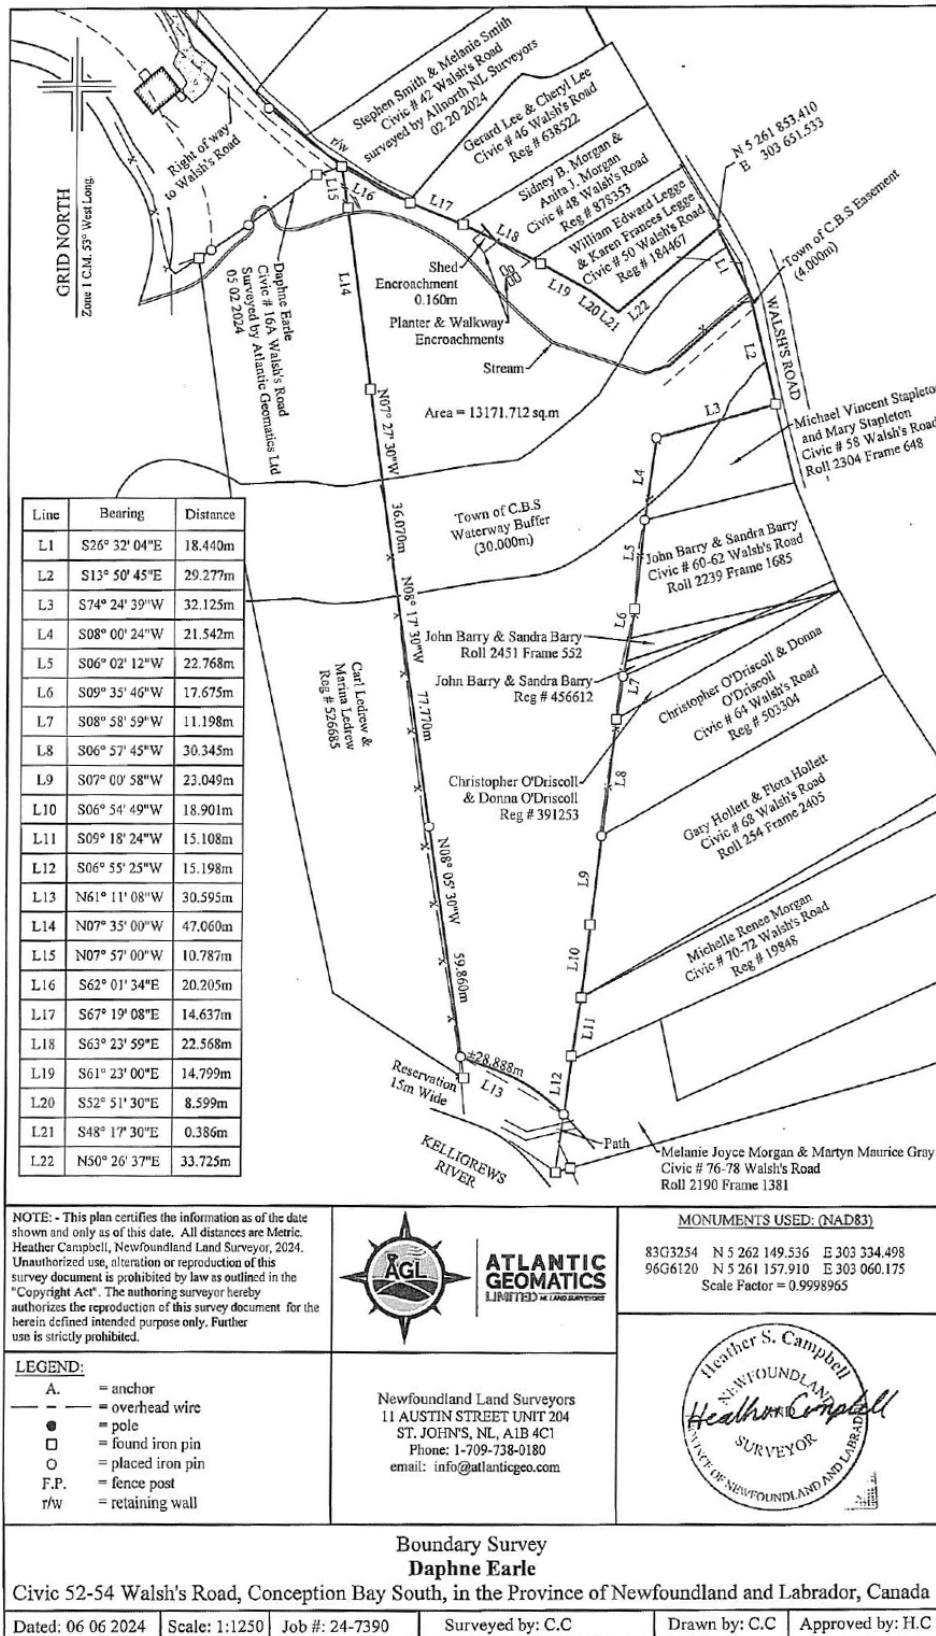 GRID NORTH
Zone 1 C.M. 53° West Long.
Right of way
to Walsh's Road
r/w
Stephen Smith & Melanie Smith
Civic # 42 Walsh's Road
surveyed by Allnorth NL Surveyors
02 20 2024
Gerard Lee & Cheryl Lee
Civic # 46 Walsh's Road
Reg # 638522
Sidney B. Morgan &
Anita J. Morgan
Civic # 48 Walsh's Road
Reg # 878353
William Edward Legge
& Karen Frances Legge
Civic # 50 Walsh's Road
Reg # 184467
N 5 261 853.410
E 303 651.533
Town of C.B.S Easement
(4.000m)
WALSH'S ROAD
L15
L16
L17
L18
L19
L20
L21
L22
L1
L2
L3
L14
Daphne Earle
Civic # 16A Walsh's Road
Surveyed by Atlantic Geomatics Ltd
05 02 2024
Shed
Encroachment
0.160m
Planter & Walkway
Encroachments
Stream
Area = 13171.712 sq.m
N07° 27' 30"W
36.070m
Town of C.B.S
Waterway Buffer
(30.000m)
Michael Vincent Stapleto
and Mary Stapleton
Civic # 58 Walsh's Road
Roll 2304 Frame 648
L4
L5
L6
L7
L8
L9
L10
L11
L12
L13
John Barry & Sandra Barry
Civic # 60-62 Walsh's Road
Roll 2239 Frame 1685
John Barry & Sandra Barry
Roll 2451 Frame 552
John Barry & Sandra Barry
Reg # 456612
N08° 17' 30"W
77.770m
Carl Ledrew &
Marina Ledrew
Reg # 526685
Christopher O'Driscoll & Donna
O'Driscoll
Civic # 64 Walsh's Road
Reg # 503304
Christopher O'Driscoll
& Donna O'Driscoll
Reg # 391253
Gary Hollett & Flora Hollett
Civic # 68 Walsh's Road
Roll 254 Frame 2405
N08° 05' 30"W
59.860m
Michelle Renee Morgan
Civic # 70-72 Walsh's Road
Reg # 19848
±28.888m
Reservation
15m Wide
Path
KELLIGREWS
RIVER
Melanie Joyce Morgan & Martyn Maurice Gray
Civic # 76-78 Walsh's Road
Roll 2190 Frame 1381
Line Bearing Distance
L1 S26° 32' 04"E 18.440m
L2 S13° 50' 45"E 29.277m
L3 S74° 24' 39"W 32.125m
L4 S08° 00' 24"W 21.542m
L5 S06° 02' 12"W 22.768m
L6 S09° 35' 46"W 17.675m
L7 S08° 58' 59"W 11.198m
L8 S06° 57' 45"W 30.345m
L9 S07° 00' 58"W 23.049m
L10 S06° 54' 49"W 18.901m
L11 S09° 18' 24"W 15.108m
L12 S06° 55' 25"W 15.198m
L13 N61° 11' 08"W 30.595m
L14 N07° 35' 00"W 47.060m
L15 N07° 57' 00"W 10.787m
L16 S62° 01' 34"E 20.205m
L17 S67° 19' 08"E 14.637m
L18 S63° 23' 59"E 22.568m
L19 S61° 23' 00"E 14.799m
L20 S52° 51' 30"E 8.599m
L21 S48° 17' 30"E 0.386m
L22 N50° 26' 37"E 33.725m
NOTE: - This plan certifies the information as of the date
shown and only as of this date. All distances are Metric.
Heather Campbell, Newfoundland Land Surveyor, 2024.
Unauthorized use, alteration or reproduction of this
survey document is prohibited by law as outlined in the
"Copyright Act". The authoring surveyor hereby
authorizes the reproduction of this survey document for the
herein defined intended purpose only. Further
use is strictly prohibited.
AGL
ATLANTIC
GEOMATICS
LIMITED NL LAND SURVEYORS
MONUMENTS USED: (NAD83)
83G3254 N 5 262 149.536 E 303 334.498
96G6120 N 5 261 157.910 E 303 060.175
Scale Factor = 0.9998965
LEGEND:
A. = anchor
= overhead wire
= pole
= found iron pin
= placed iron pin
F.P. = fence post
r/w = retaining wall
Newfoundland Land Surveyors
11 AUSTIN STREET UNIT 204
ST. JOHN'S, NL, A1B 4C1
Phone: 1-709-738-0180
email: info@atlanticgeo.com
Heather S. Campbell
NEWFOUNDLAND
Heather Campbell
SURVEYOR
PROVINCE OF NEWFOUNDLAND AND LABRADOR
Boundary Survey
Daphne Earle
Civic 52-54 Walsh's Road, Conception Bay South, in the Province of Newfoundland and Labrador, Canada
Dated: 06 06 2024 Scale: 1:1250 Job #: 24-7390 Surveyed by: C.C Drawn by: C.C Approved by: H.C